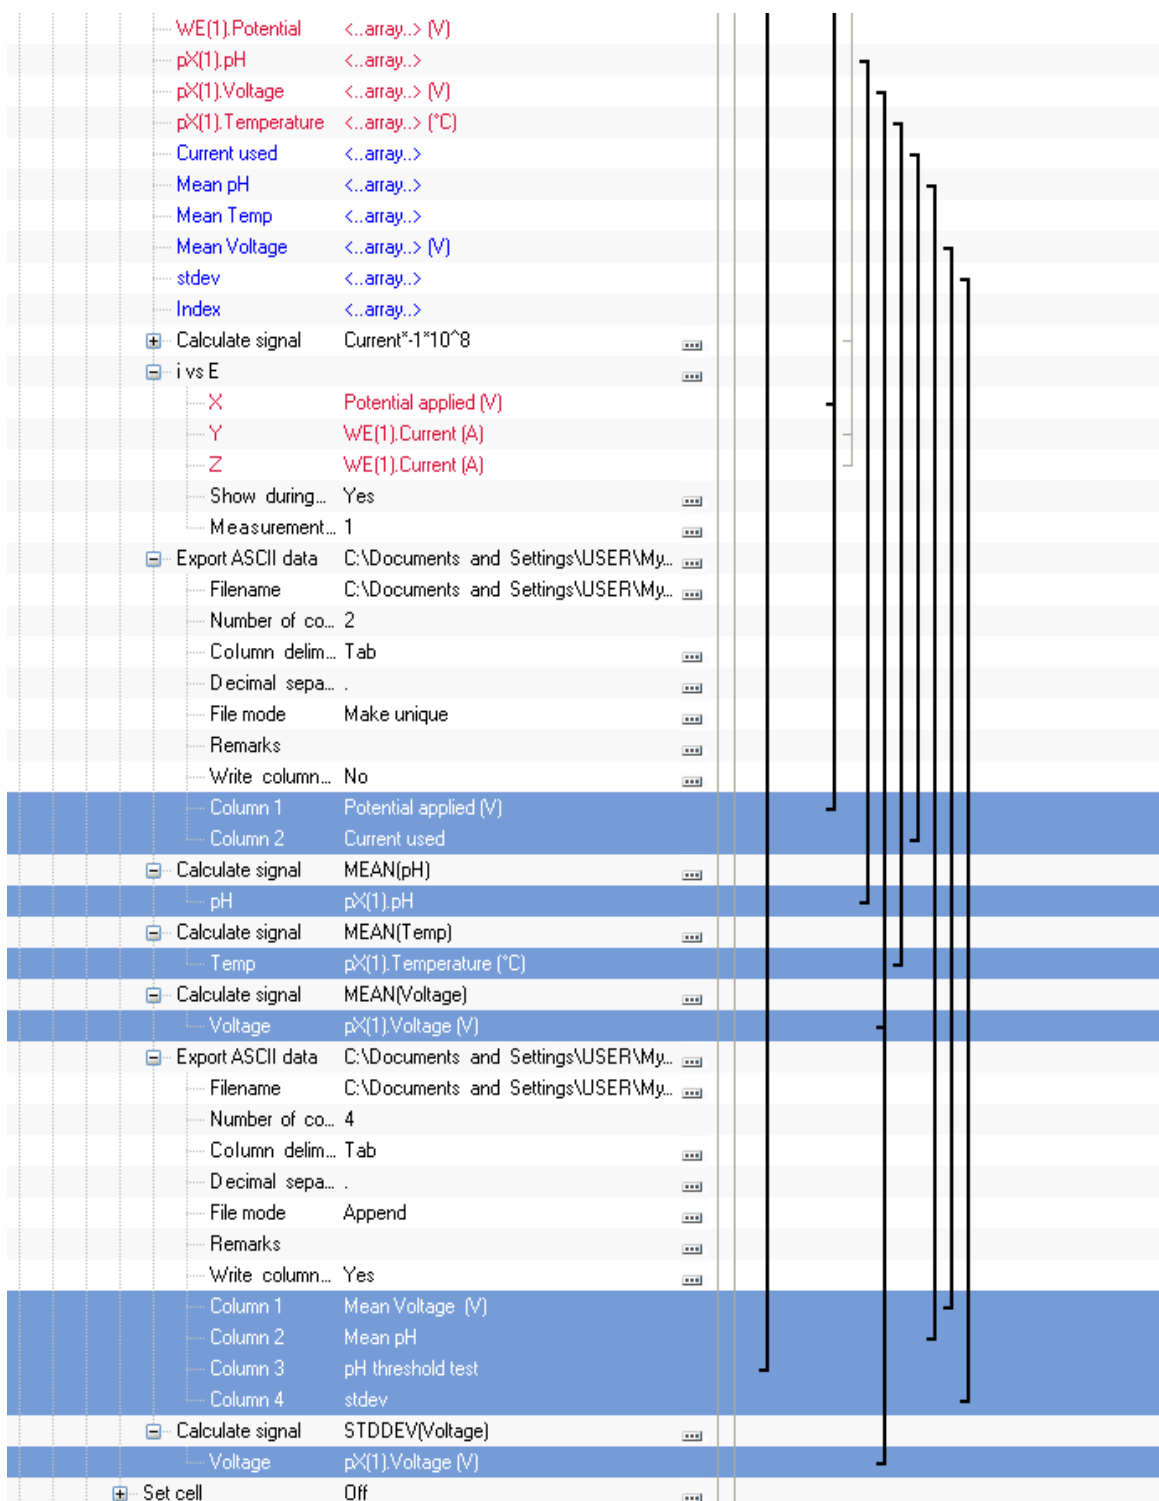 WE(1).Potential <..array..> (V)
pX(1).pH <..array..>
pX(1).Voltage <..array..> (V)
pX(1).Temperature <..array..> (°C)
Current used <..array..>
Mean pH <..array..>
Mean Temp <..array..>
Mean Voltage <..array..> (V)
stdev <..array..>
Index <..array..>
Calculate signal Current*-1*10^8
i vs E
X Potential applied (V)
Y WE(1).Current (A)
Z WE(1).Current (A)
Show during... Yes
Measurement... 1
Export ASCII data C:\Documents and Settings\USER\My...
Filename C:\Documents and Settings\USER\My...
Number of co... 2
Column delim... Tab
Decimal sepa... .
File mode Make unique
Remarks
Write column... No
Column 1 Potential applied (V)
Column 2 Current used
Calculate signal MEAN(pH)
pH pX(1).pH
Calculate signal MEAN(Temp)
Temp pX(1).Temperature (°C)
Calculate signal MEAN(Voltage)
Voltage pX(1).Voltage (V)
Export ASCII data C:\Documents and Settings\USER\My...
Filename C:\Documents and Settings\USER\My...
Number of co... 4
Column delim... Tab
Decimal sepa... .
File mode Append
Remarks
Write column... Yes
Column 1 Mean Voltage (V)
Column 2 Mean pH
Column 3 pH threshold test
Column 4 stdev
Calculate signal STDDEV(Voltage)
Voltage pX(1).Voltage (V)
Set cell Off